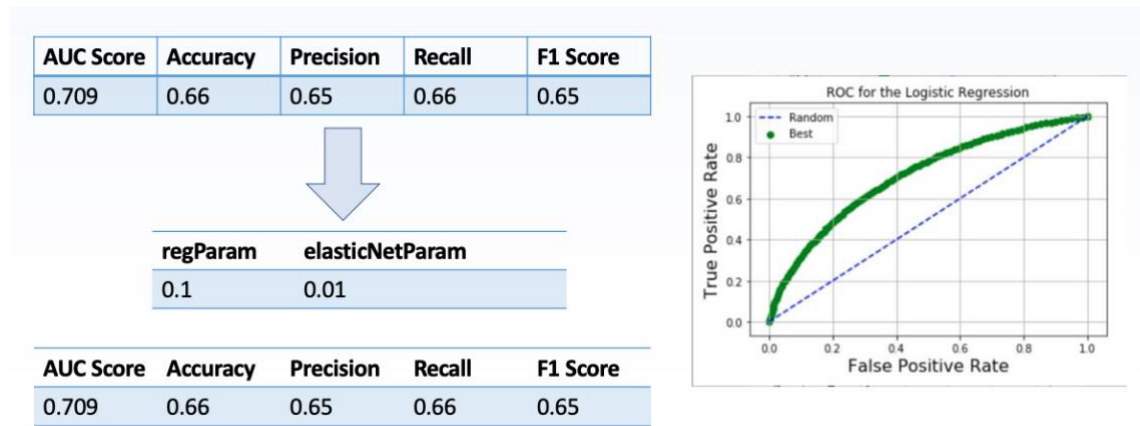 AUC Score Accuracy Precision Recall F1 Score
0.709 0.66 0.65 0.66 0.65
regParam elasticNetParam
0.1 0.01
AUC Score Accuracy Precision Recall F1 Score
0.709 0.66 0.65 0.66 0.65
ROC for the Logistic Regression
Random
Best
True Positive Rate
1.0
0.8
0.6
0.4
0.2
0.0
0.0 0.2 0.4 0.6 0.8 1.0
False Positive Rate